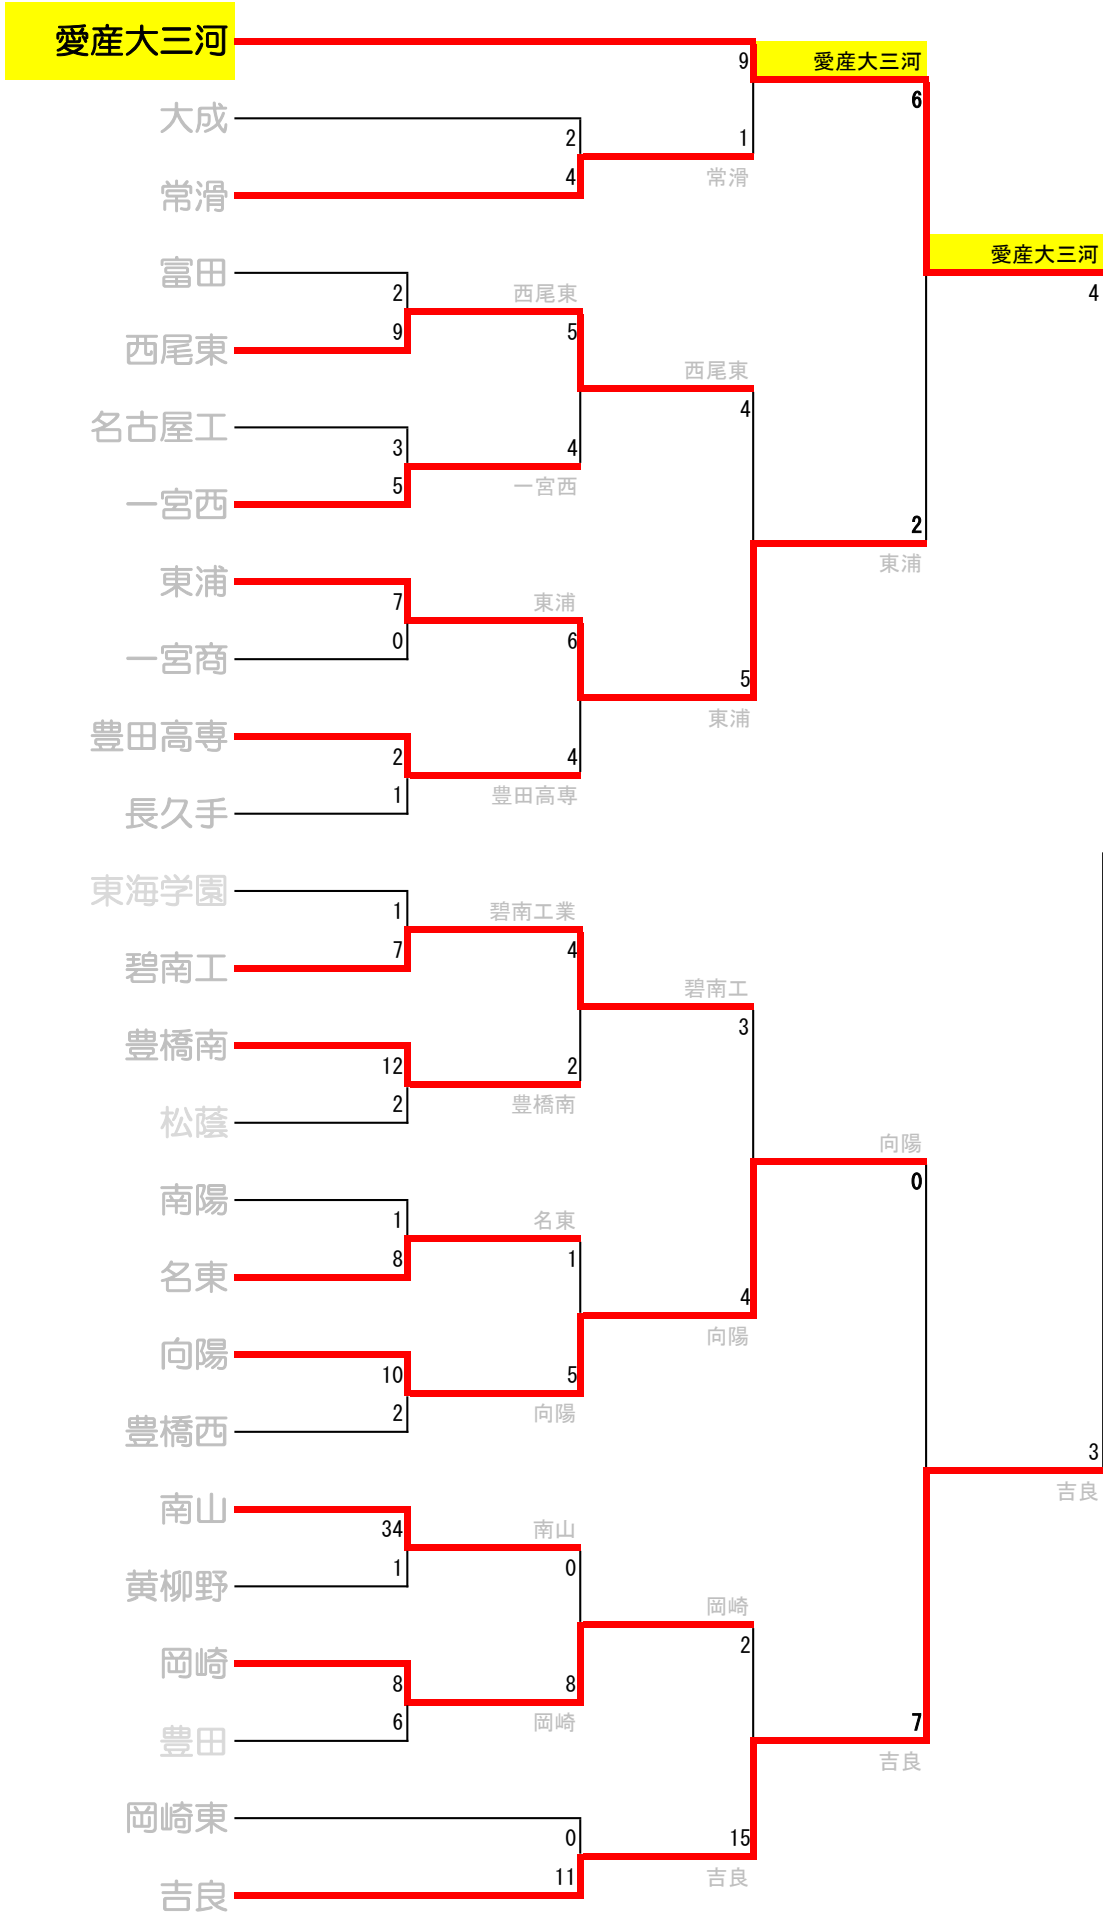 愛産大三河
9
愛産大三河
6
大成
2
1
常滑
4
常滑
愛産大三河
4
富田
2
西尾東
西尾東
9
5
西尾東
4
名古屋工
3
4
一宮西
5
一宮西
2
東浦
東浦
7
東浦
一宮商
0
6
5
東浦
豊田高専
2
4
長久手
1
豊田高専
東海学園
1
碧南工業
碧南工
7
4
碧南工
3
豊橋南
12
2
松蔭
2
豊橋南
向陽
0
南陽
1
名東
名東
8
1
4
向陽
向陽
10
5
豊橋西
2
向陽
3
吉良
南山
34
南山
黄柳野
1
0
岡崎
2
岡崎
8
8
豊田
6
岡崎
7
吉良
岡崎東
0
15
吉良
11
吉良